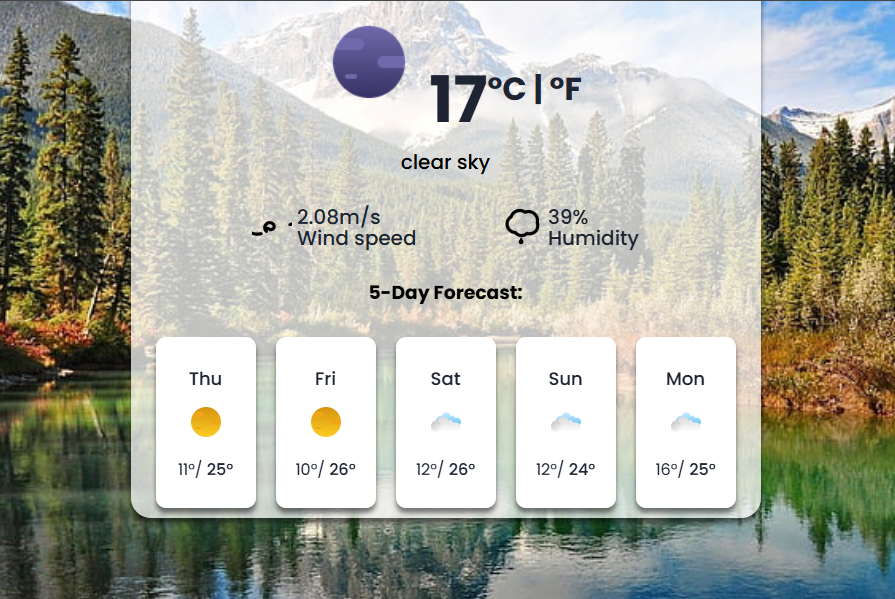 17°C | °F
clear sky
2.08m/s
Wind speed
39%
Humidity
5-Day Forecast:
Thu
11°/ 25°
Fri
10°/ 26°
Sat
12°/ 26°
Sun
12°/ 24°
Mon
16°/ 25°